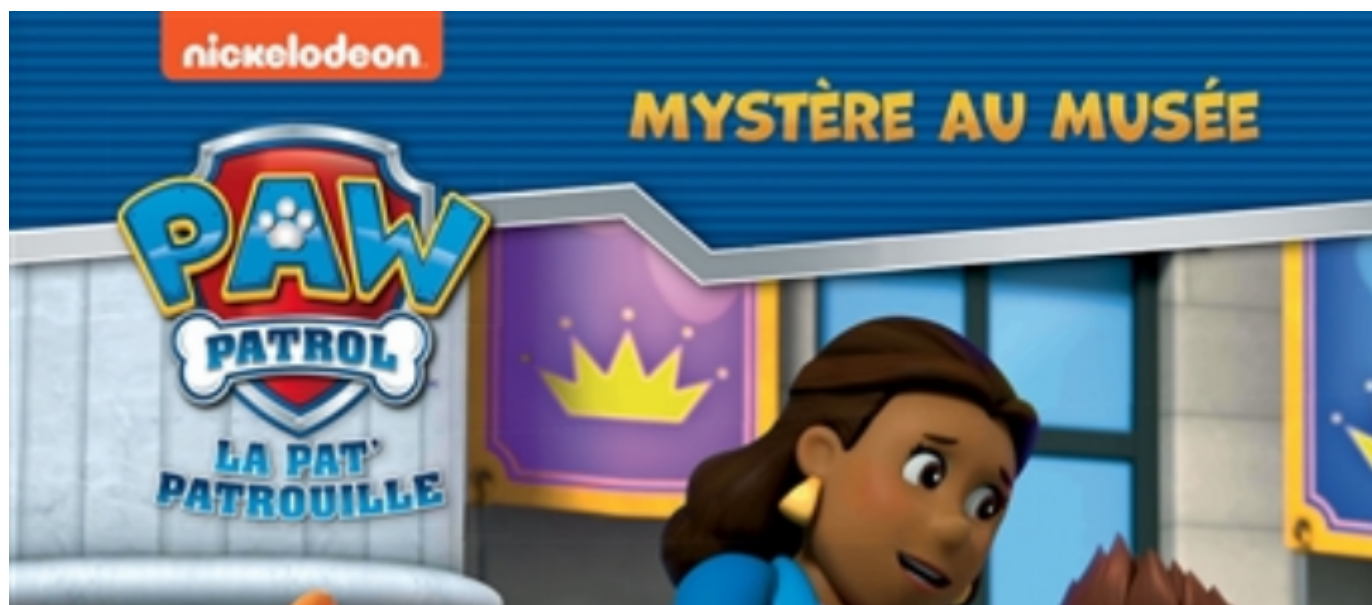 nickelodeon
MYSTÈRE AU MUSÉE
PAW
PATROL
LA PAT'
PATROUILLE